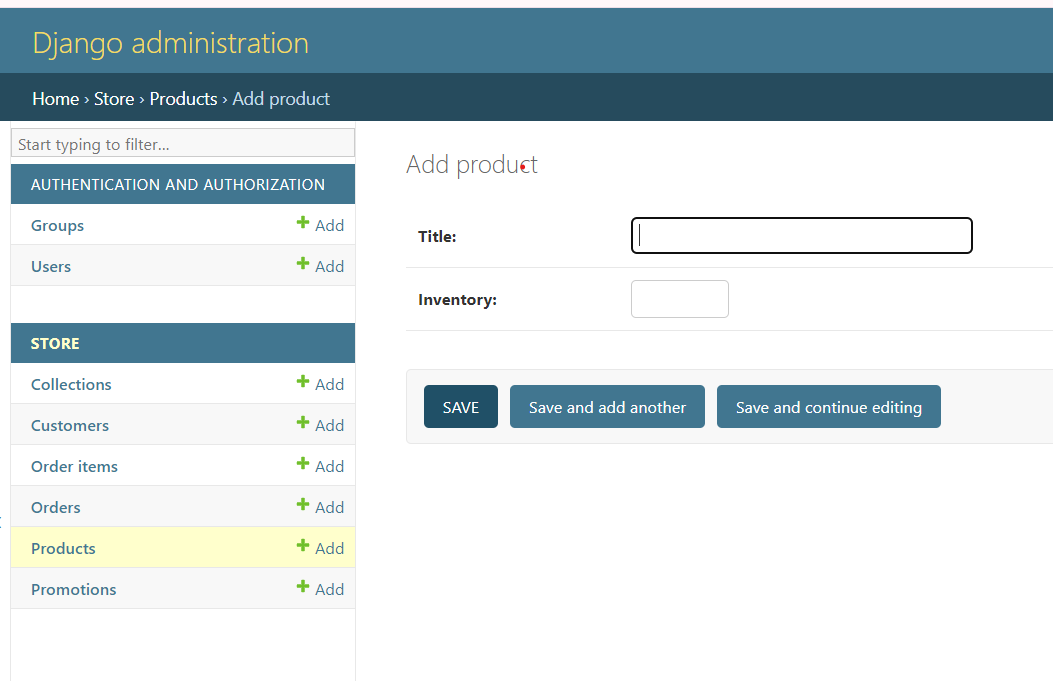 Django administration
Home › Store › Products › Add product
Start typing to filter...
AUTHENTICATION AND AUTHORIZATION
Groups Add
Users Add
STORE
Collections Add
Customers Add
Order items Add
Orders Add
Products Add
Promotions Add
Add product
Title:
Inventory:
SAVE Save and add another Save and continue editing